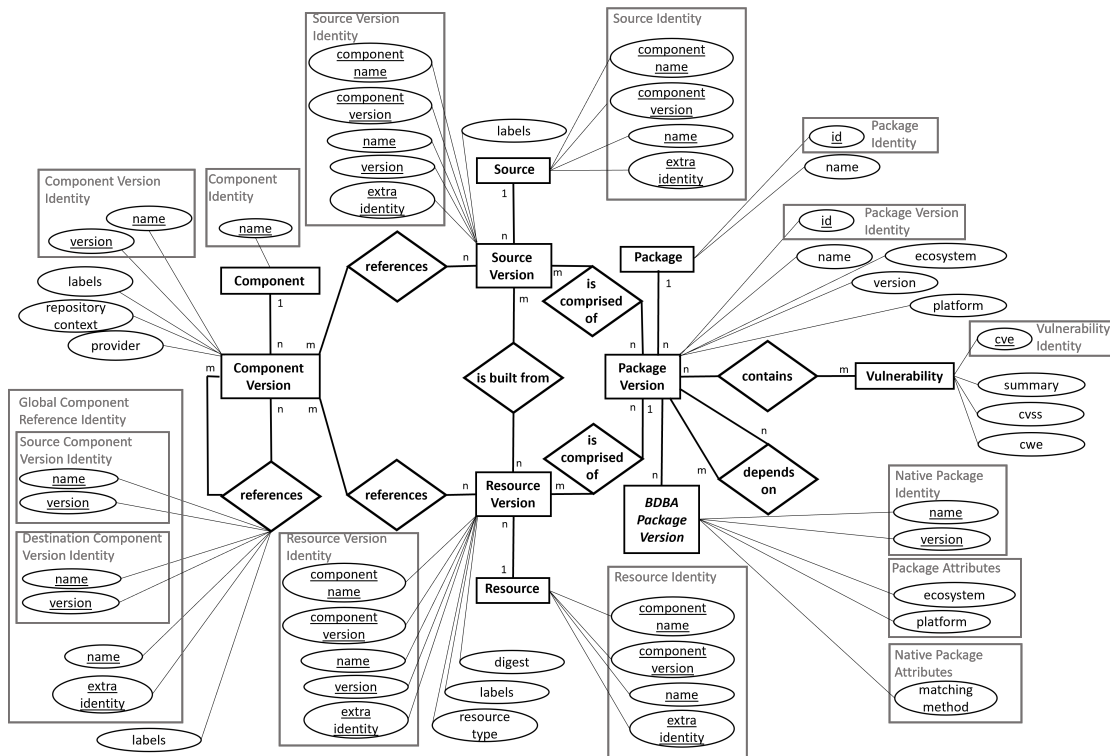 Source Version
Identity
component
name
component
version
name
version
extra
identity
Source Identity
component
name
component
version
name
extra
identity
labels
Source
1
n
Source
Version
n
m
m
id
Package
Identity
name
id
Package Version
Identity
name
ecosystem
version
platform
Component Version
Identity
name
version
labels
repository
context
provider
Component
Identity
name
Component
1
n
Component
Version
m
m
n
m
references
is
comprised
of
Package
1
n
n
Package
Version
n
n
1
contains
m
Vulnerability
cve
Vulnerability
Identity
summary
cvss
cwe
is built from
n
is
comprised
of
n
m
depends
on
n
BDBA
Package
Version
Native Package
Identity
name
version
Package Attributes
ecosystem
platform
Native Package
Attributes
matching
method
Global Component
Reference Identity
Source Component
Version Identity
name
version
Destination Component
Version Identity
name
version
name
extra
identity
labels
references
references
n
Resource
Version
m
n
1
Resource
Resource Version
Identity
component
name
component
version
name
version
extra
identity
digest
labels
resource
type
Resource Identity
component
name
component
version
name
extra
identity